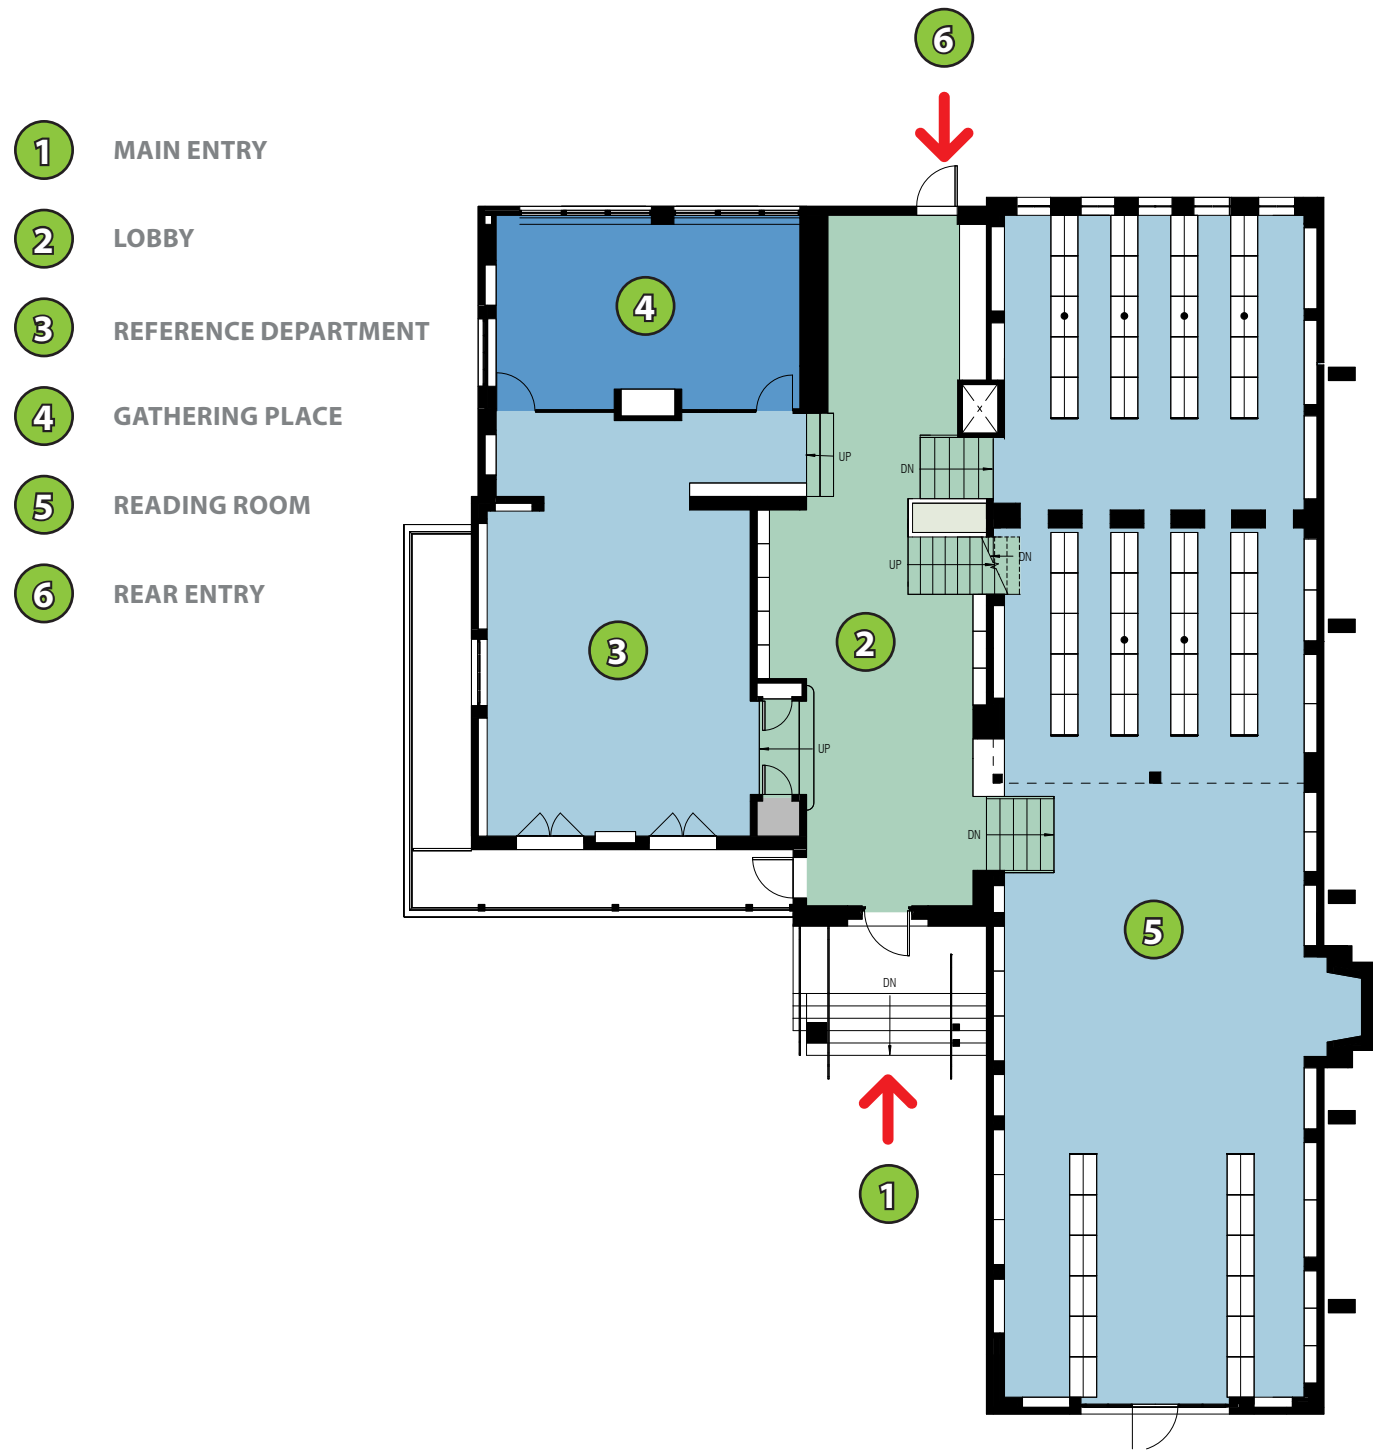 6
1 MAIN ENTRY
2 LOBBY
3 REFERENCE DEPARTMENT
4 GATHERING PLACE
5 READING ROOM
6 REAR ENTRY
4
X
UP
DN
DN
UP
3
2
UP
DN
5
DN
1